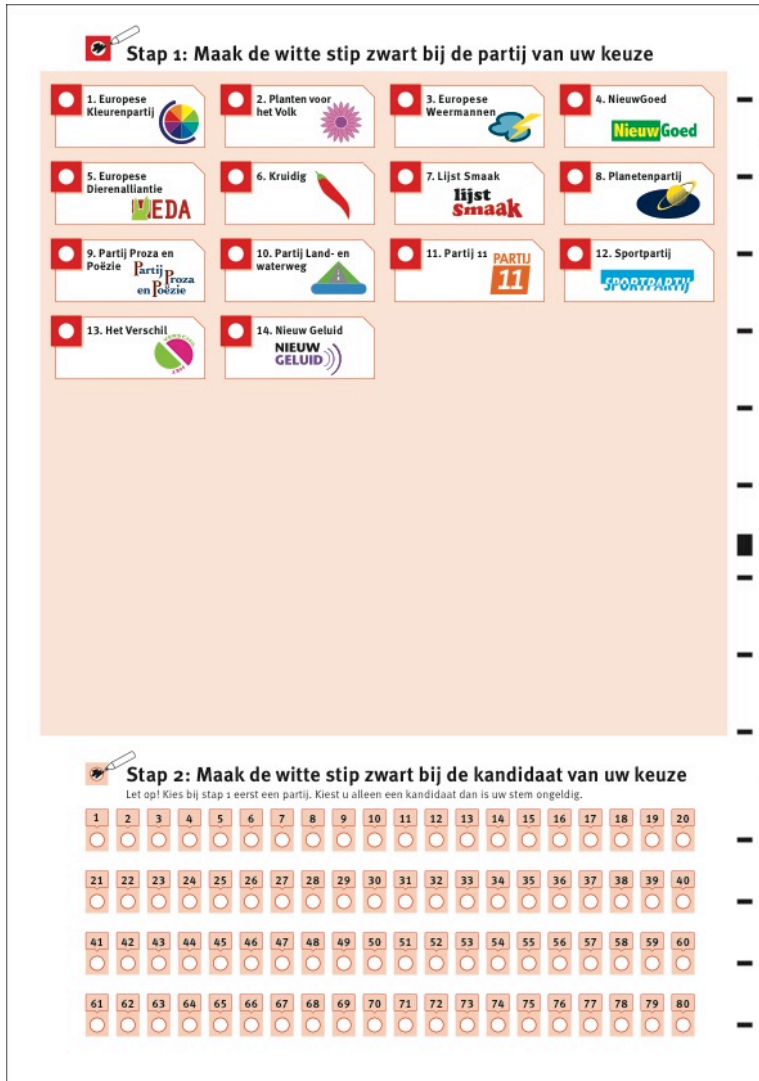 Stap 1: Maak de witte stip zwart bij de partij van uw keuze
1. Europese
Kleurenpartij
2. Planten voor
het Volk
3. Europese
Weermannen
4. NieuwGoed
NieuwGoed
5. Europese
Dierenalliantie
EDA
6. Kruidig
7. Lijst Smaak
lijst
smaak
8. Planetenpartij
9. Partij Proza en
Poëzie
Partij Proza
en Poëzie
10. Partij Land- en
waterweg
11. Partij 11
PARTIJ
11
12. Sportpartij
SPORTPARTIJ
13. Het Verschil
VERSCHIL
HET
14. Nieuw Geluid
NIEUW
GELUID
Stap 2: Maak de witte stip zwart bij de kandidaat van uw keuze
Let op! Kies bij stap 1 eerst een partij. Kiest u alleen een kandidaat dan is uw stem ongeldig.
1 2 3 4 5 6 7 8 9 10 11 12 13 14 15 16 17 18 19 20
21 22 23 24 25 26 27 28 29 30 31 32 33 34 35 36 37 38 39 40
41 42 43 44 45 46 47 48 49 50 51 52 53 54 55 56 57 58 59 60
61 62 63 64 65 66 67 68 69 70 71 72 73 74 75 76 77 78 79 80